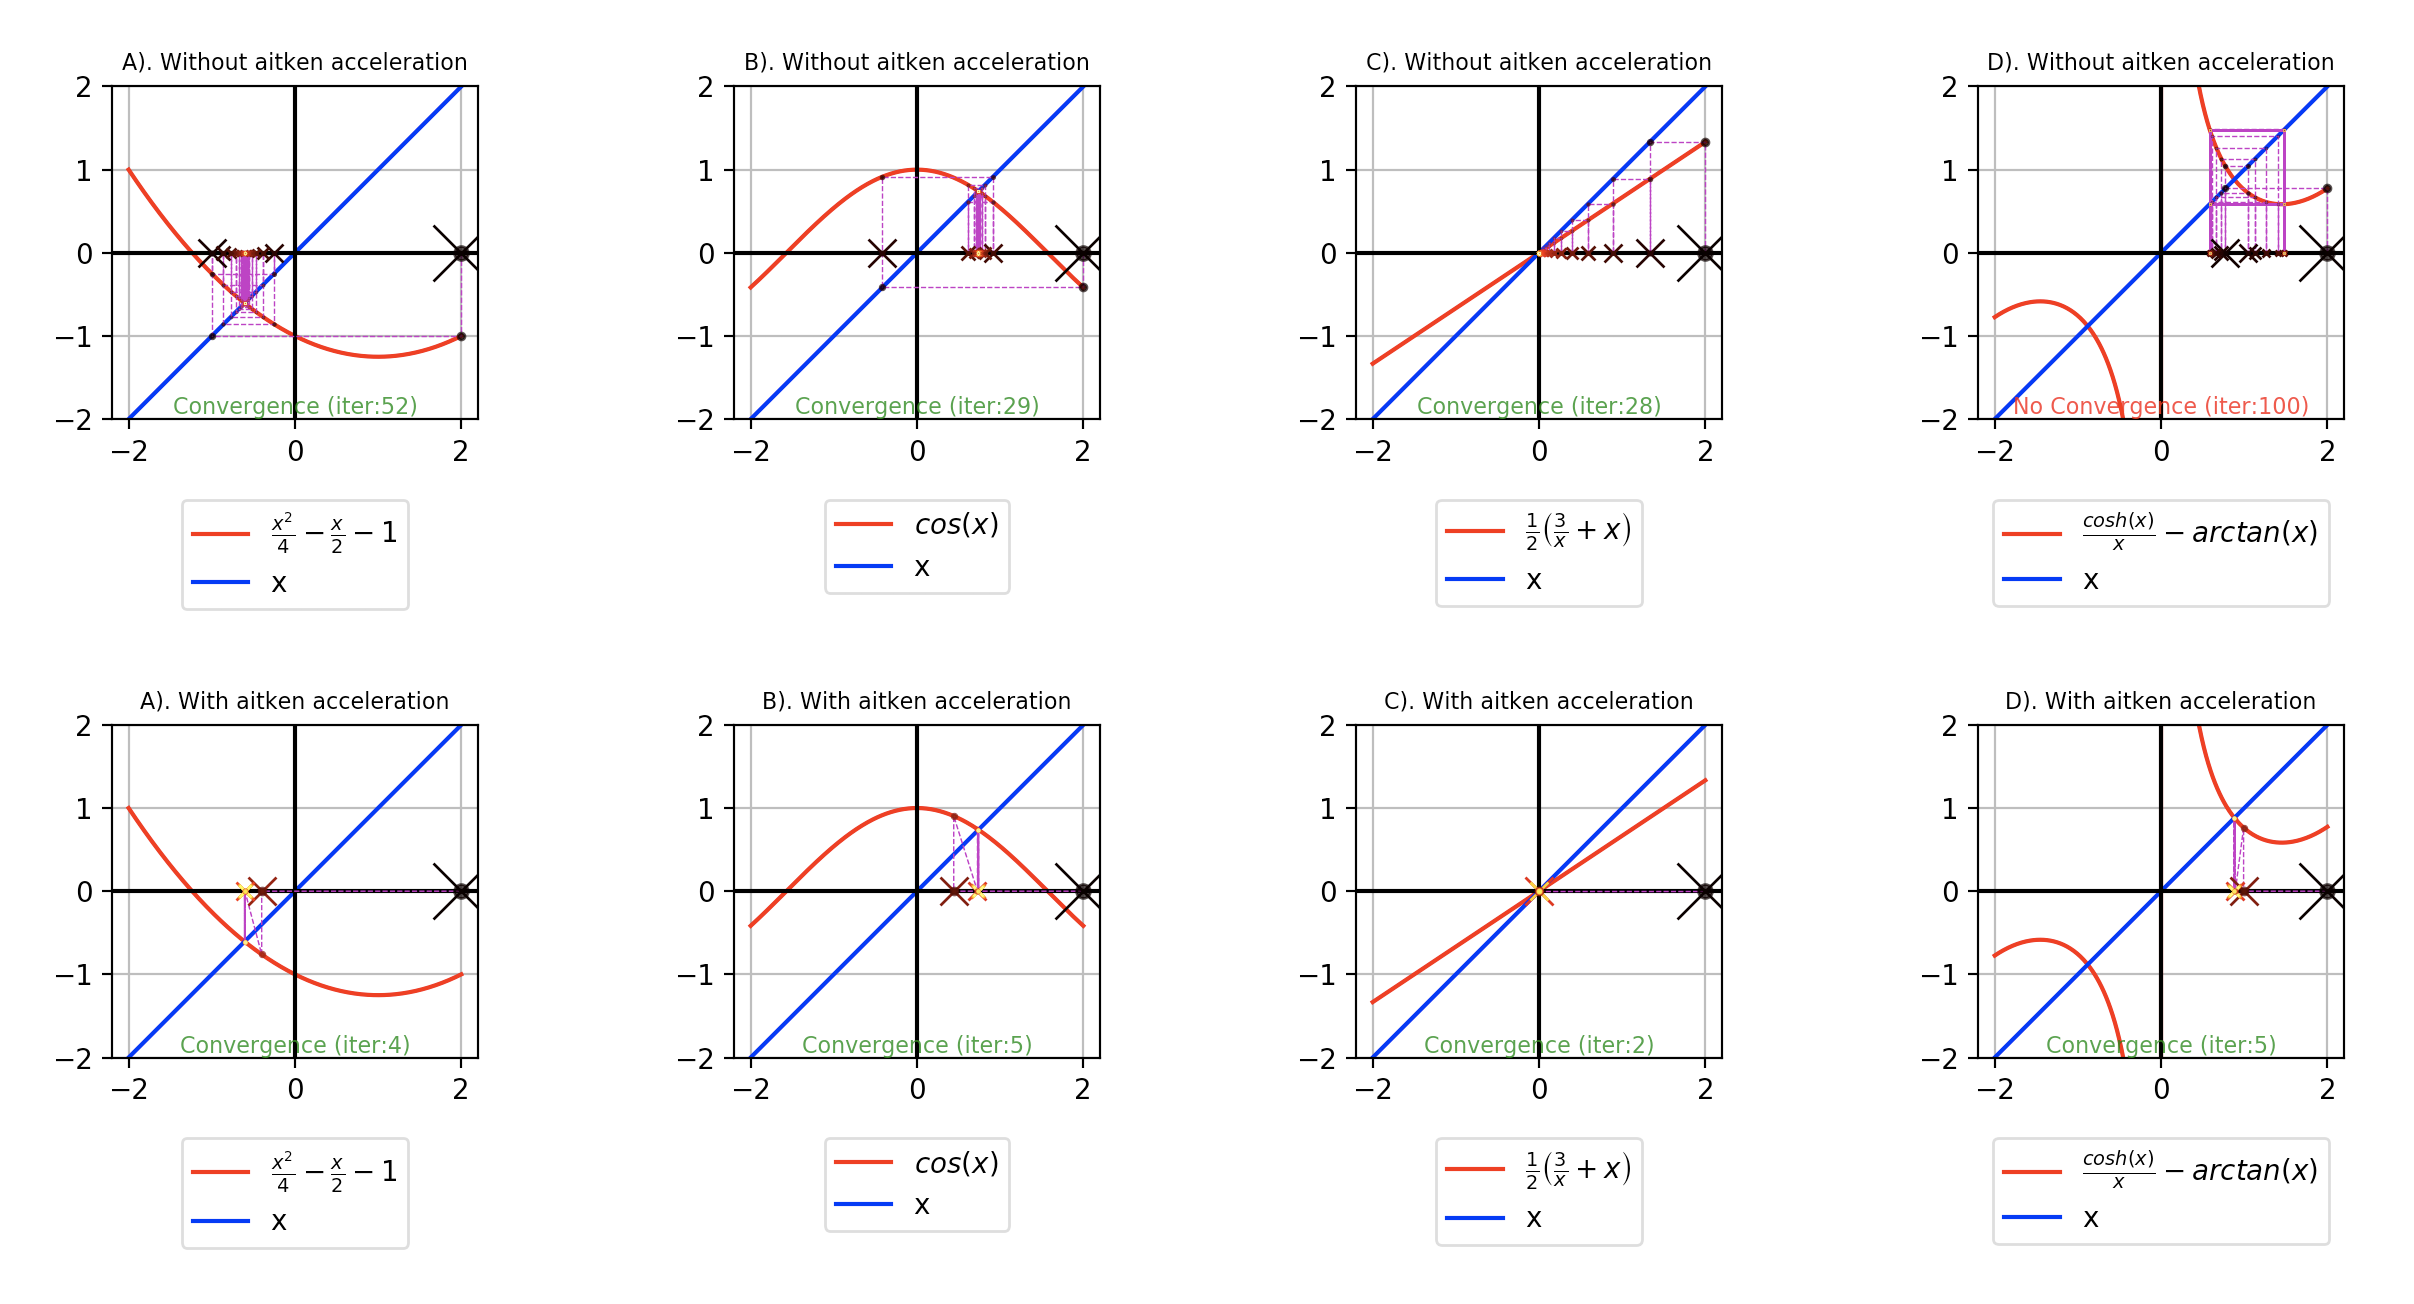 A). Without aitken acceleration
2
1
0
−1
−2
Convergence (iter:52)
−2 0 2
x²/4 − x/2 − 1
x
B). Without aitken acceleration
2
1
0
−1
−2
Convergence (iter:29)
−2 0 2
cos(x)
x
C). Without aitken acceleration
2
1
0
−1
−2
Convergence (iter:28)
−2 0 2
1/2 (3/x + x)
x
D). Without aitken acceleration
2
1
0
−1
−2
No Convergence (iter:100)
−2 0 2
cosh(x)/x − arctan(x)
x
A). With aitken acceleration
2
1
0
−1
−2
Convergence (iter:4)
−2 0 2
x²/4 − x/2 − 1
x
B). With aitken acceleration
2
1
0
−1
−2
Convergence (iter:5)
−2 0 2
cos(x)
x
C). With aitken acceleration
2
1
0
−1
−2
Convergence (iter:2)
−2 0 2
1/2 (3/x + x)
x
D). With aitken acceleration
2
1
0
−1
−2
Convergence (iter:5)
−2 0 2
cosh(x)/x − arctan(x)
x